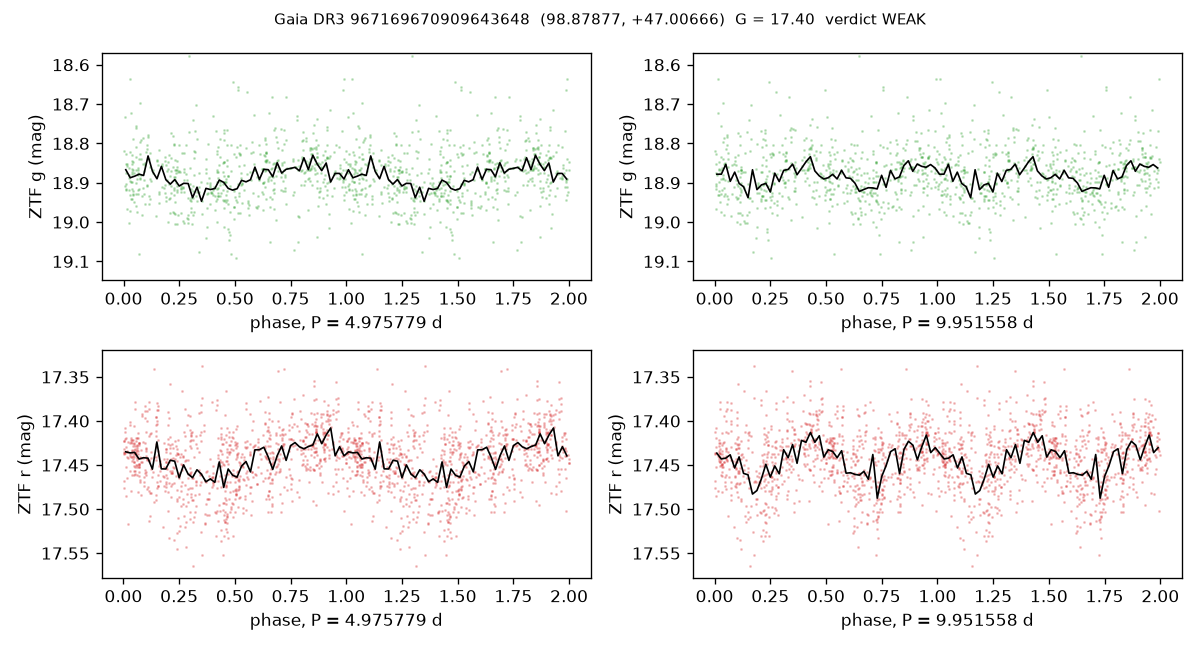 Gaia DR3 967169670909643648 (98.87877, +47.00666) G = 17.40 verdict WEAK
ZTF g (mag)
18.6
18.7
18.8
18.9
19.0
19.1
0.00 0.25 0.50 0.75 1.00 1.25 1.50 1.75 2.00
phase, P = 4.975779 d
ZTF g (mag)
18.6
18.7
18.8
18.9
19.0
19.1
0.00 0.25 0.50 0.75 1.00 1.25 1.50 1.75 2.00
phase, P = 9.951558 d
ZTF r (mag)
17.35
17.40
17.45
17.50
17.55
0.00 0.25 0.50 0.75 1.00 1.25 1.50 1.75 2.00
phase, P = 4.975779 d
ZTF r (mag)
17.35
17.40
17.45
17.50
17.55
0.00 0.25 0.50 0.75 1.00 1.25 1.50 1.75 2.00
phase, P = 9.951558 d